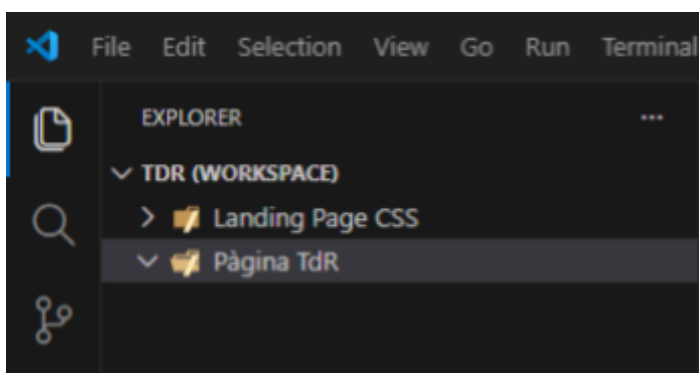 File Edit Selection View Go Run Terminal
EXPLORER
TDR (WORKSPACE)
Landing Page CSS
Pàgina TdR